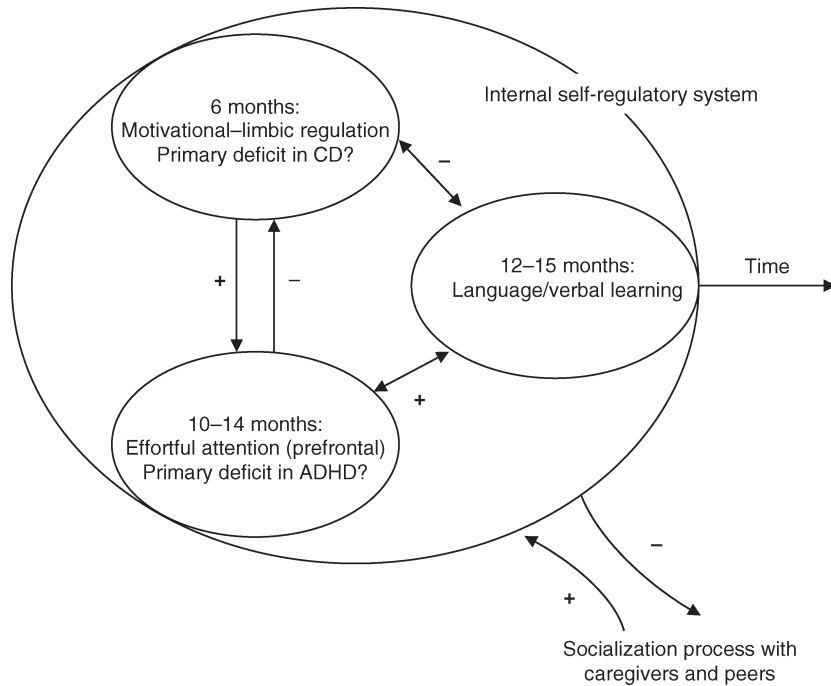 Internal self-regulatory system
6 months:
Motivational–limbic regulation
Primary deficit in CD?
–
12–15 months:
Language/verbal learning
Time
+
–
+
10–14 months:
Effortful attention (prefrontal)
Primary deficit in ADHD?
–
+
Socialization process with
caregivers and peers